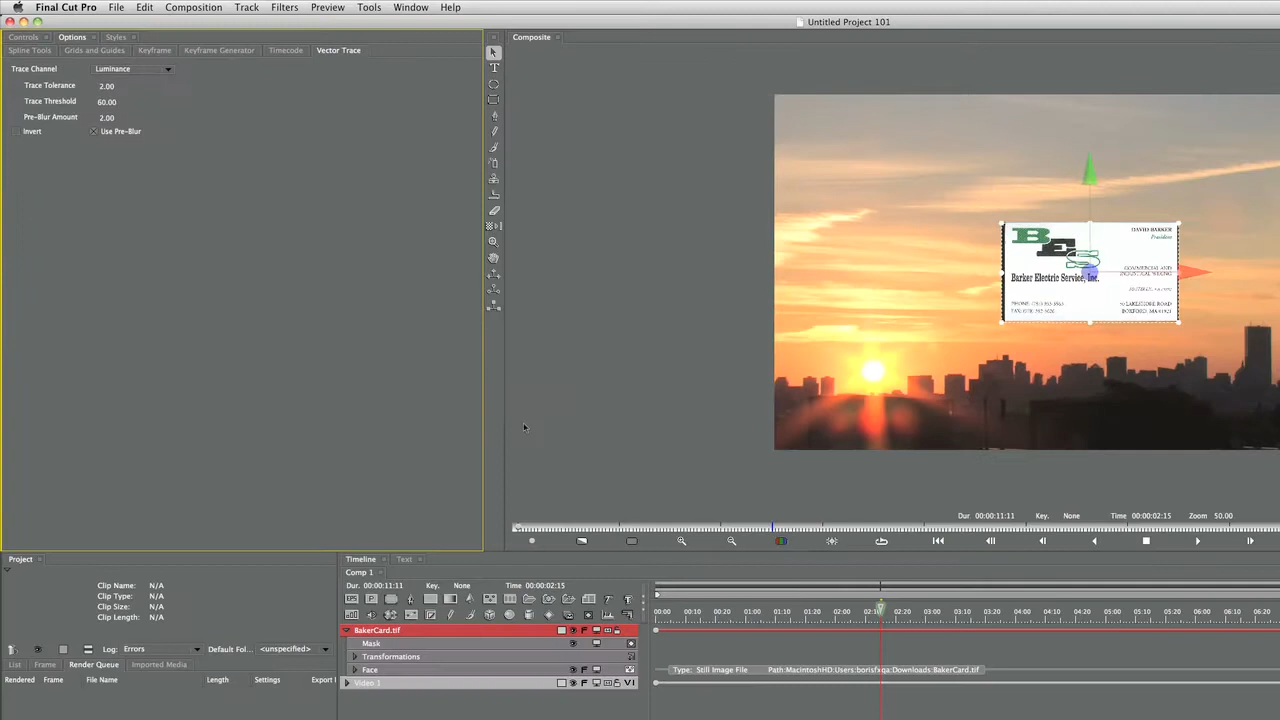 Final Cut Pro File Edit Composition Track Filters Preview Tools Window Help
Untitled Project 101
Controls Options Styles
Composite
Spline Tools Grids and Guides Keyframe Keyframe Generator Timecode Vector Trace
Trace Channel Luminance
Trace Tolerance 2.00
Trace Threshold 60.00
Pre-Blur Amount 2.00
Invert Use Pre-Blur
BES
DAVID BARKER
President
COMMERCIAL AND
INDUSTRIAL WIRING
Barker Electric Service, Inc.
50 LAKESHORE ROAD
BOXFORD, MA 01921
Dur 00:00:11:11 Key. None Time 00:00:02:15 Zoom 50.00
Project
Timeline Text
Comp 1
Clip Name: N/A
Clip Type: N/A
Clip Size: N/A
Clip Length: N/A
Dur. 00:00:11:11 Key. None Time 00:00:02:15
00:00 00:10 00:20 01:00 01:10 01:20 02:00 02:10 02:20 03:00 03:10 03:20 04:00 04:10 04:20 05:00 05:10 05:20 06:00 06:10 06:20
BakerCard.tif
Mask
Transformations
Face
Video 1
V1
Type: Still Image File
Log: Errors Default Fol... <unspecified>
List Frame Render Queue Imported Media
Rendered Frame File Name Length Settings Export